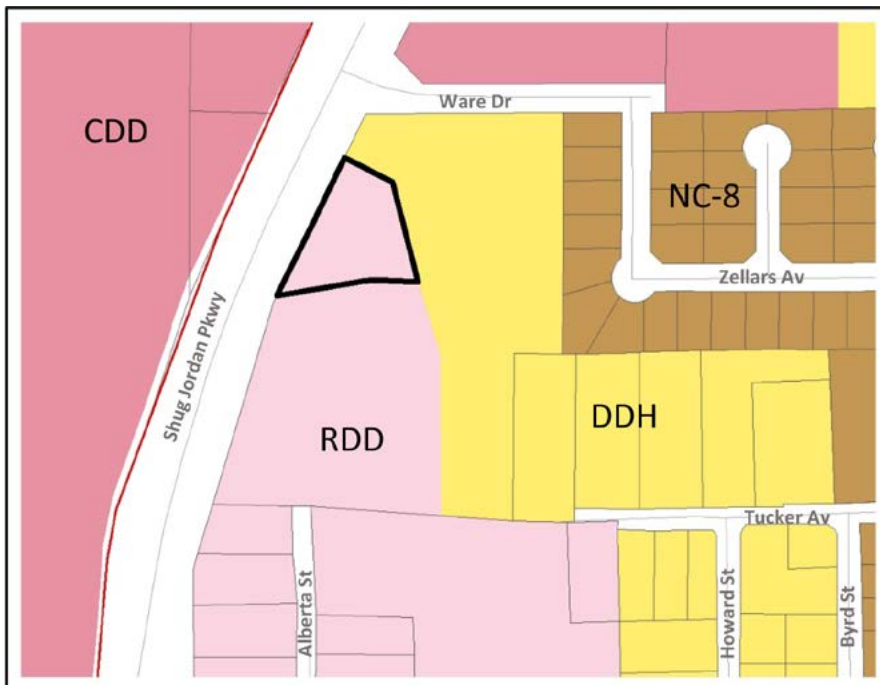 Ware Dr
CDD
NC-8
Zellars Av
Shug Jordan Pkwy
DDH
RDD
Tucker Av
Alberta St
Howard St
Byrd St